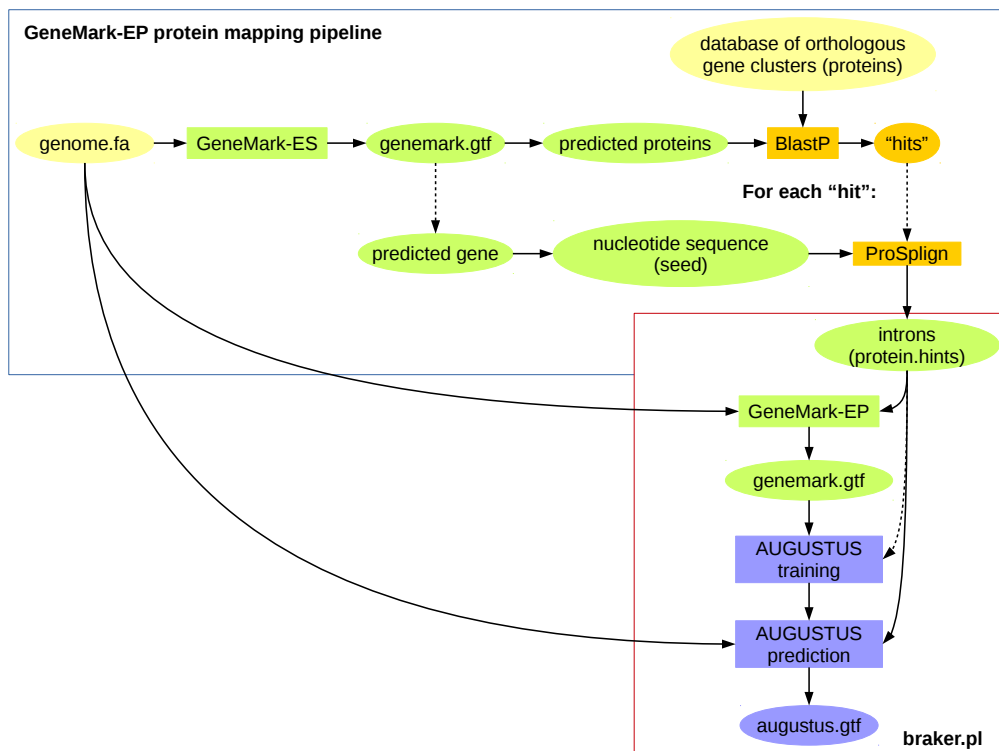 GeneMark-EP protein mapping pipeline
database of orthologous
gene clusters (proteins)
genome.fa
GeneMark-ES
genemark.gtf
predicted proteins
BlastP
“hits”
For each “hit”:
predicted gene
nucleotide sequence
(seed)
ProSplign
introns
(protein.hints)
GeneMark-EP
genemark.gtf
AUGUSTUS
training
AUGUSTUS
prediction
augustus.gtf
braker.pl